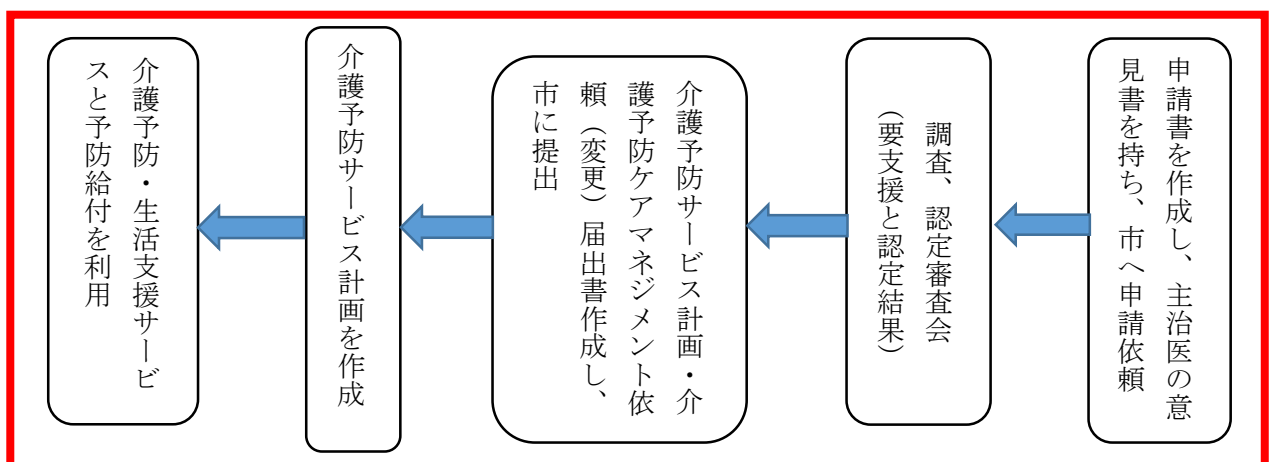 申請書を作成し、主治医の意
見書を持ち、市へ申請依頼
調査、認定審査会
(要支援と認定結果)
介護予防サービス計画・介
護予防ケアマネジメント依
頼（変更）届出書作成し、
市に提出
介護予防サービス計画を作成
介護予防・生活支援サービ
スと予防給付を利用